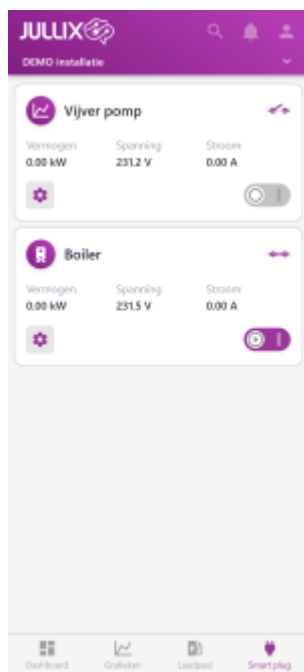 JULLIX
DEMO installatie
Vijver pomp
Vermogen Spanning Stroom
0.00 kW 231.2 V 0.00 A
Boiler
Vermogen Spanning Stroom
0.00 kW 231.5 V 0.00 A
Dashboard Grafieken Laadpaal Smart plug